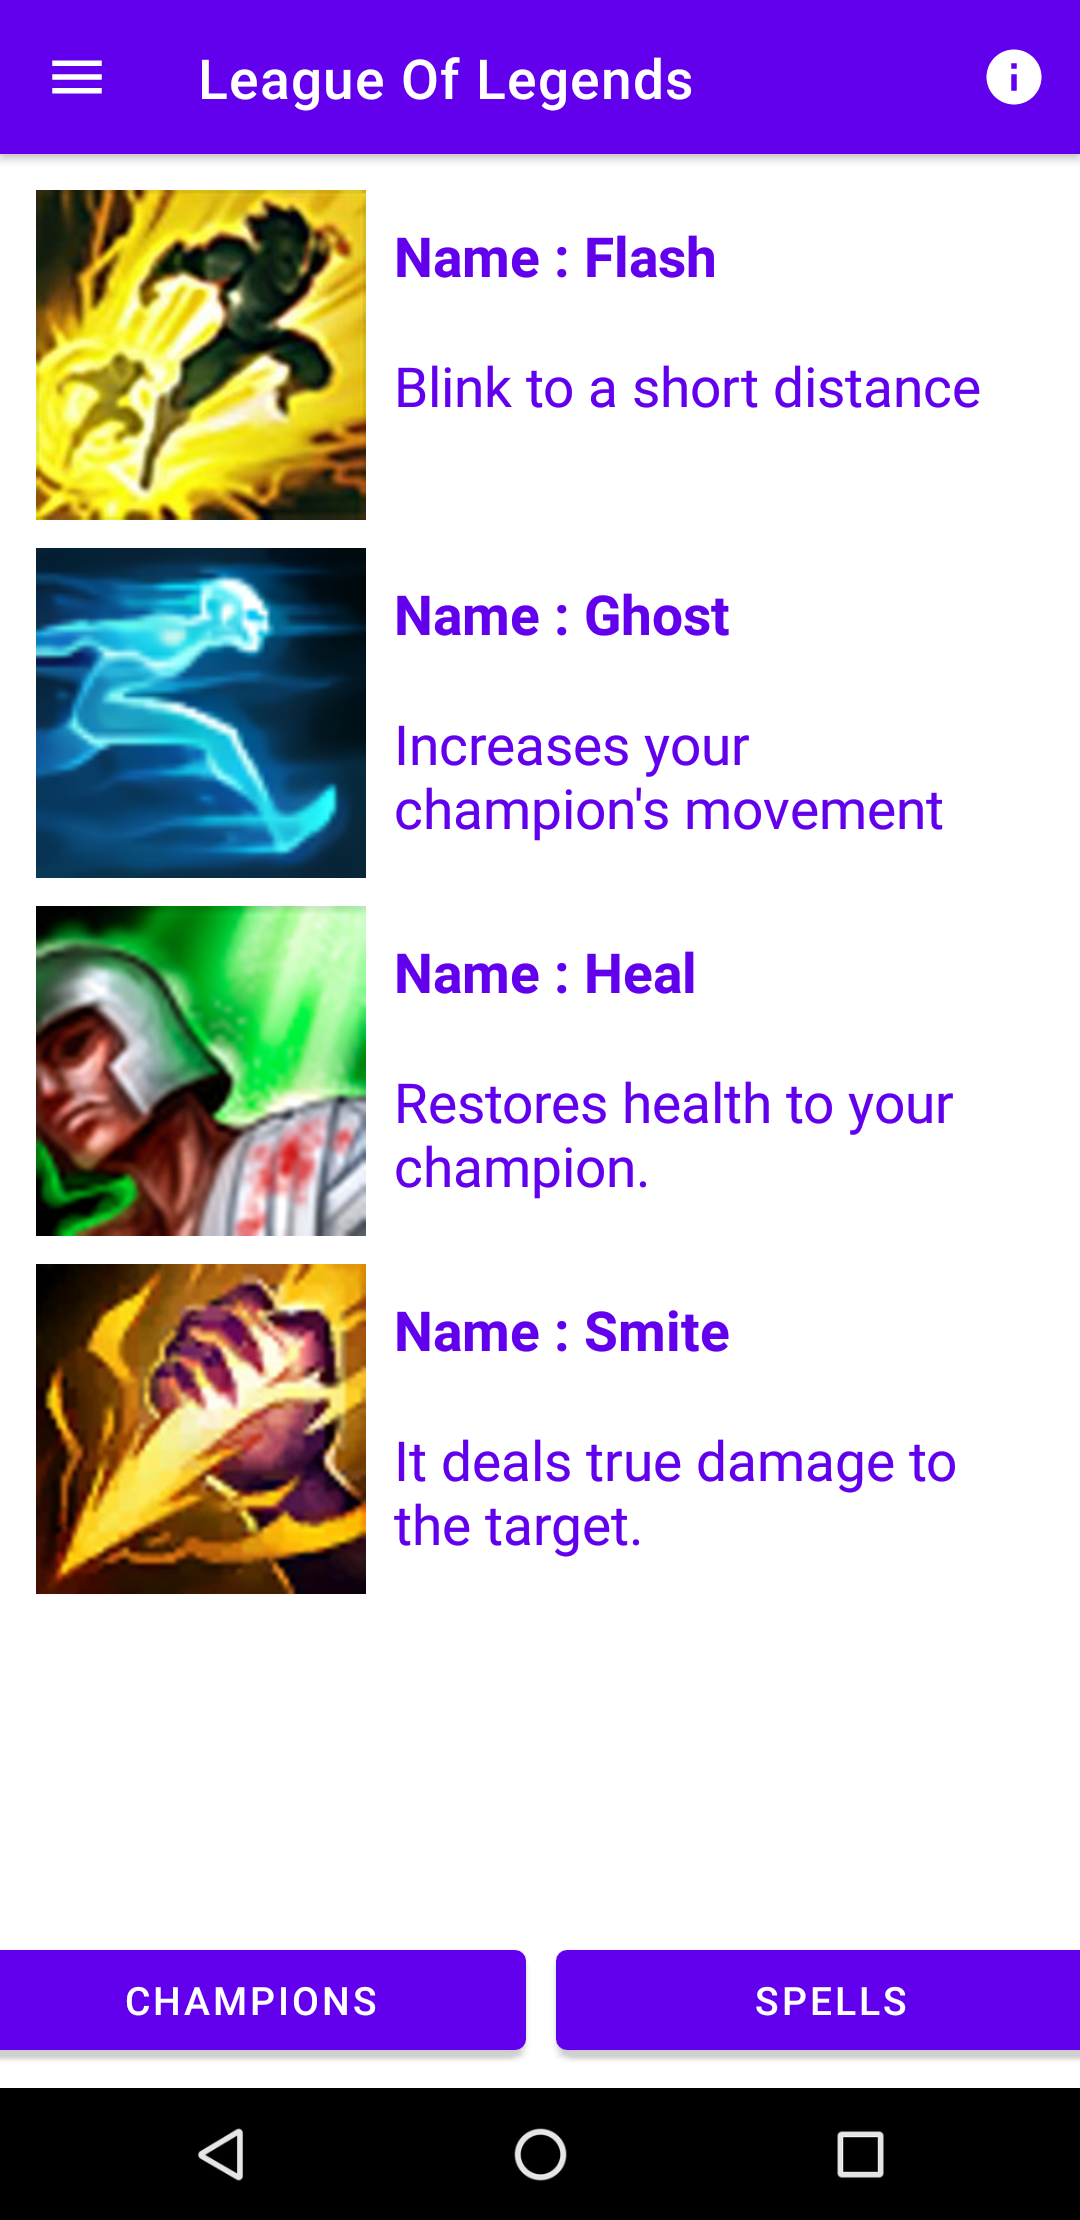 League Of Legends
Name : Flash
Blink to a short distance
Name : Ghost
Increases your
champion's movement
Name : Heal
Restores health to your
champion.
Name : Smite
It deals true damage to
the target.
CHAMPIONS
SPELLS